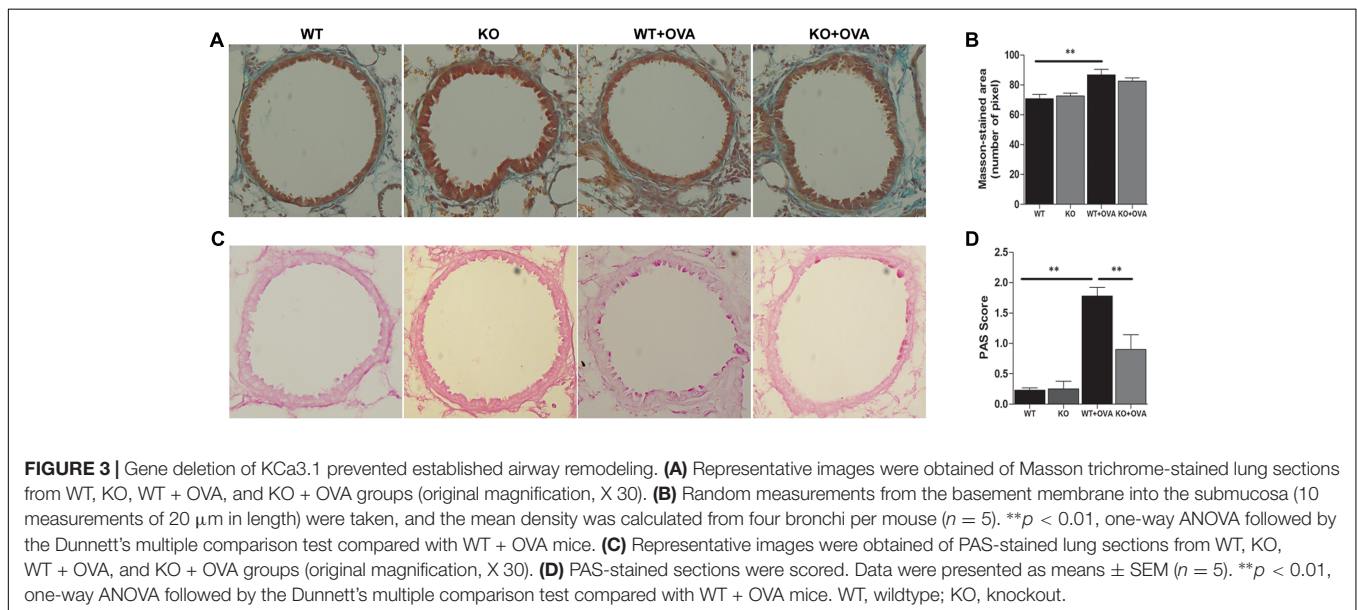 WT KO WT+OVA KO+OVA
A
B
**
100
80
60
40
20
0
Masson-stained area
(number of pixel)
WT KO WT+OVA KO+OVA
C
D
** **
2.5
2.0
1.5
1.0
0.5
0.0
PAS Score
WT KO WT+OVA KO+OVA
FIGURE 3 | Gene deletion of KCa3.1 prevented established airway remodeling. (A) Representative images were obtained of Masson trichrome-stained lung sections
from WT, KO, WT + OVA, and KO + OVA groups (original magnification, X 30). (B) Random measurements from the basement membrane into the submucosa (10
measurements of 20 μm in length) were taken, and the mean density was calculated from four bronchi per mouse (n = 5). **p < 0.01, one-way ANOVA followed by
the Dunnett's multiple comparison test compared with WT + OVA mice. (C) Representative images were obtained of PAS-stained lung sections from WT, KO,
WT + OVA, and KO + OVA groups (original magnification, X 30). (D) PAS-stained sections were scored. Data were presented as means ± SEM (n = 5). **p < 0.01,
one-way ANOVA followed by the Dunnett's multiple comparison test compared with WT + OVA mice. WT, wildtype; KO, knockout.